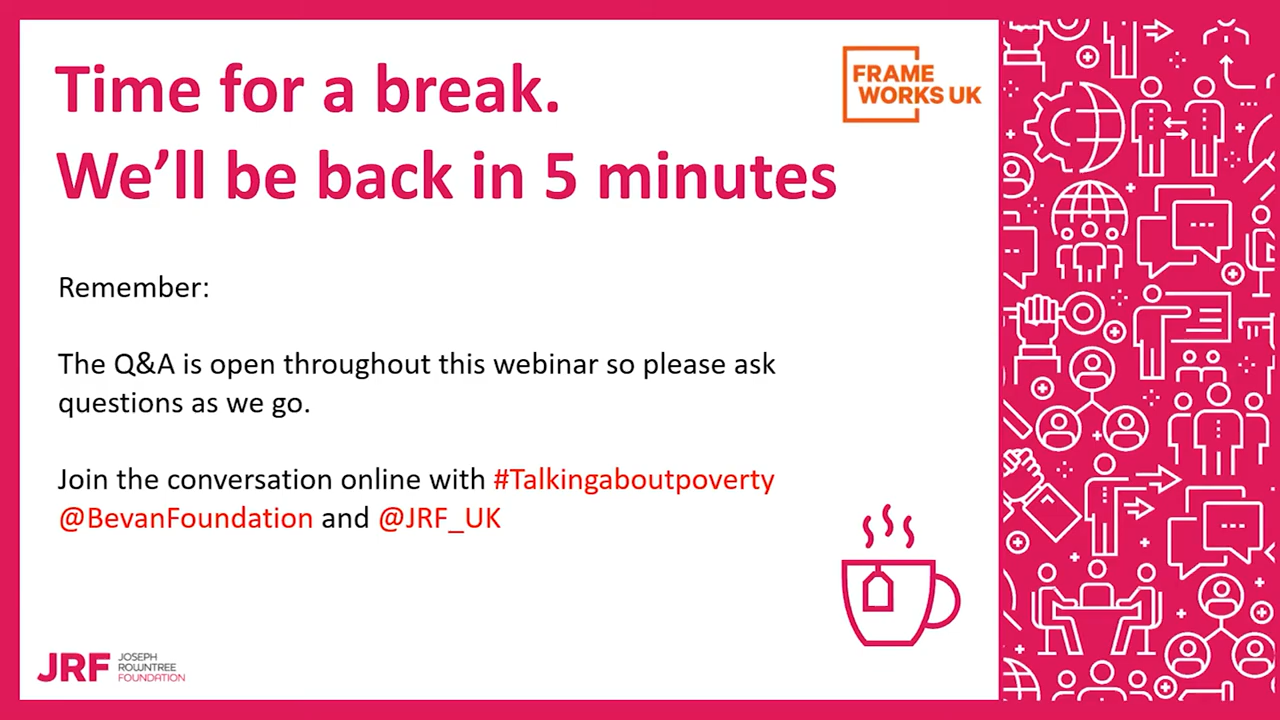 Time for a break.
We'll be back in 5 minutes
FRAME
WORKS UK
Remember:
The Q&A is open throughout this webinar so please ask
questions as we go.
Join the conversation online with #Talkingaboutpoverty
@BevanFoundation and @JRF_UK
JRF
JOSEPH
ROWNTREE
FOUNDATION